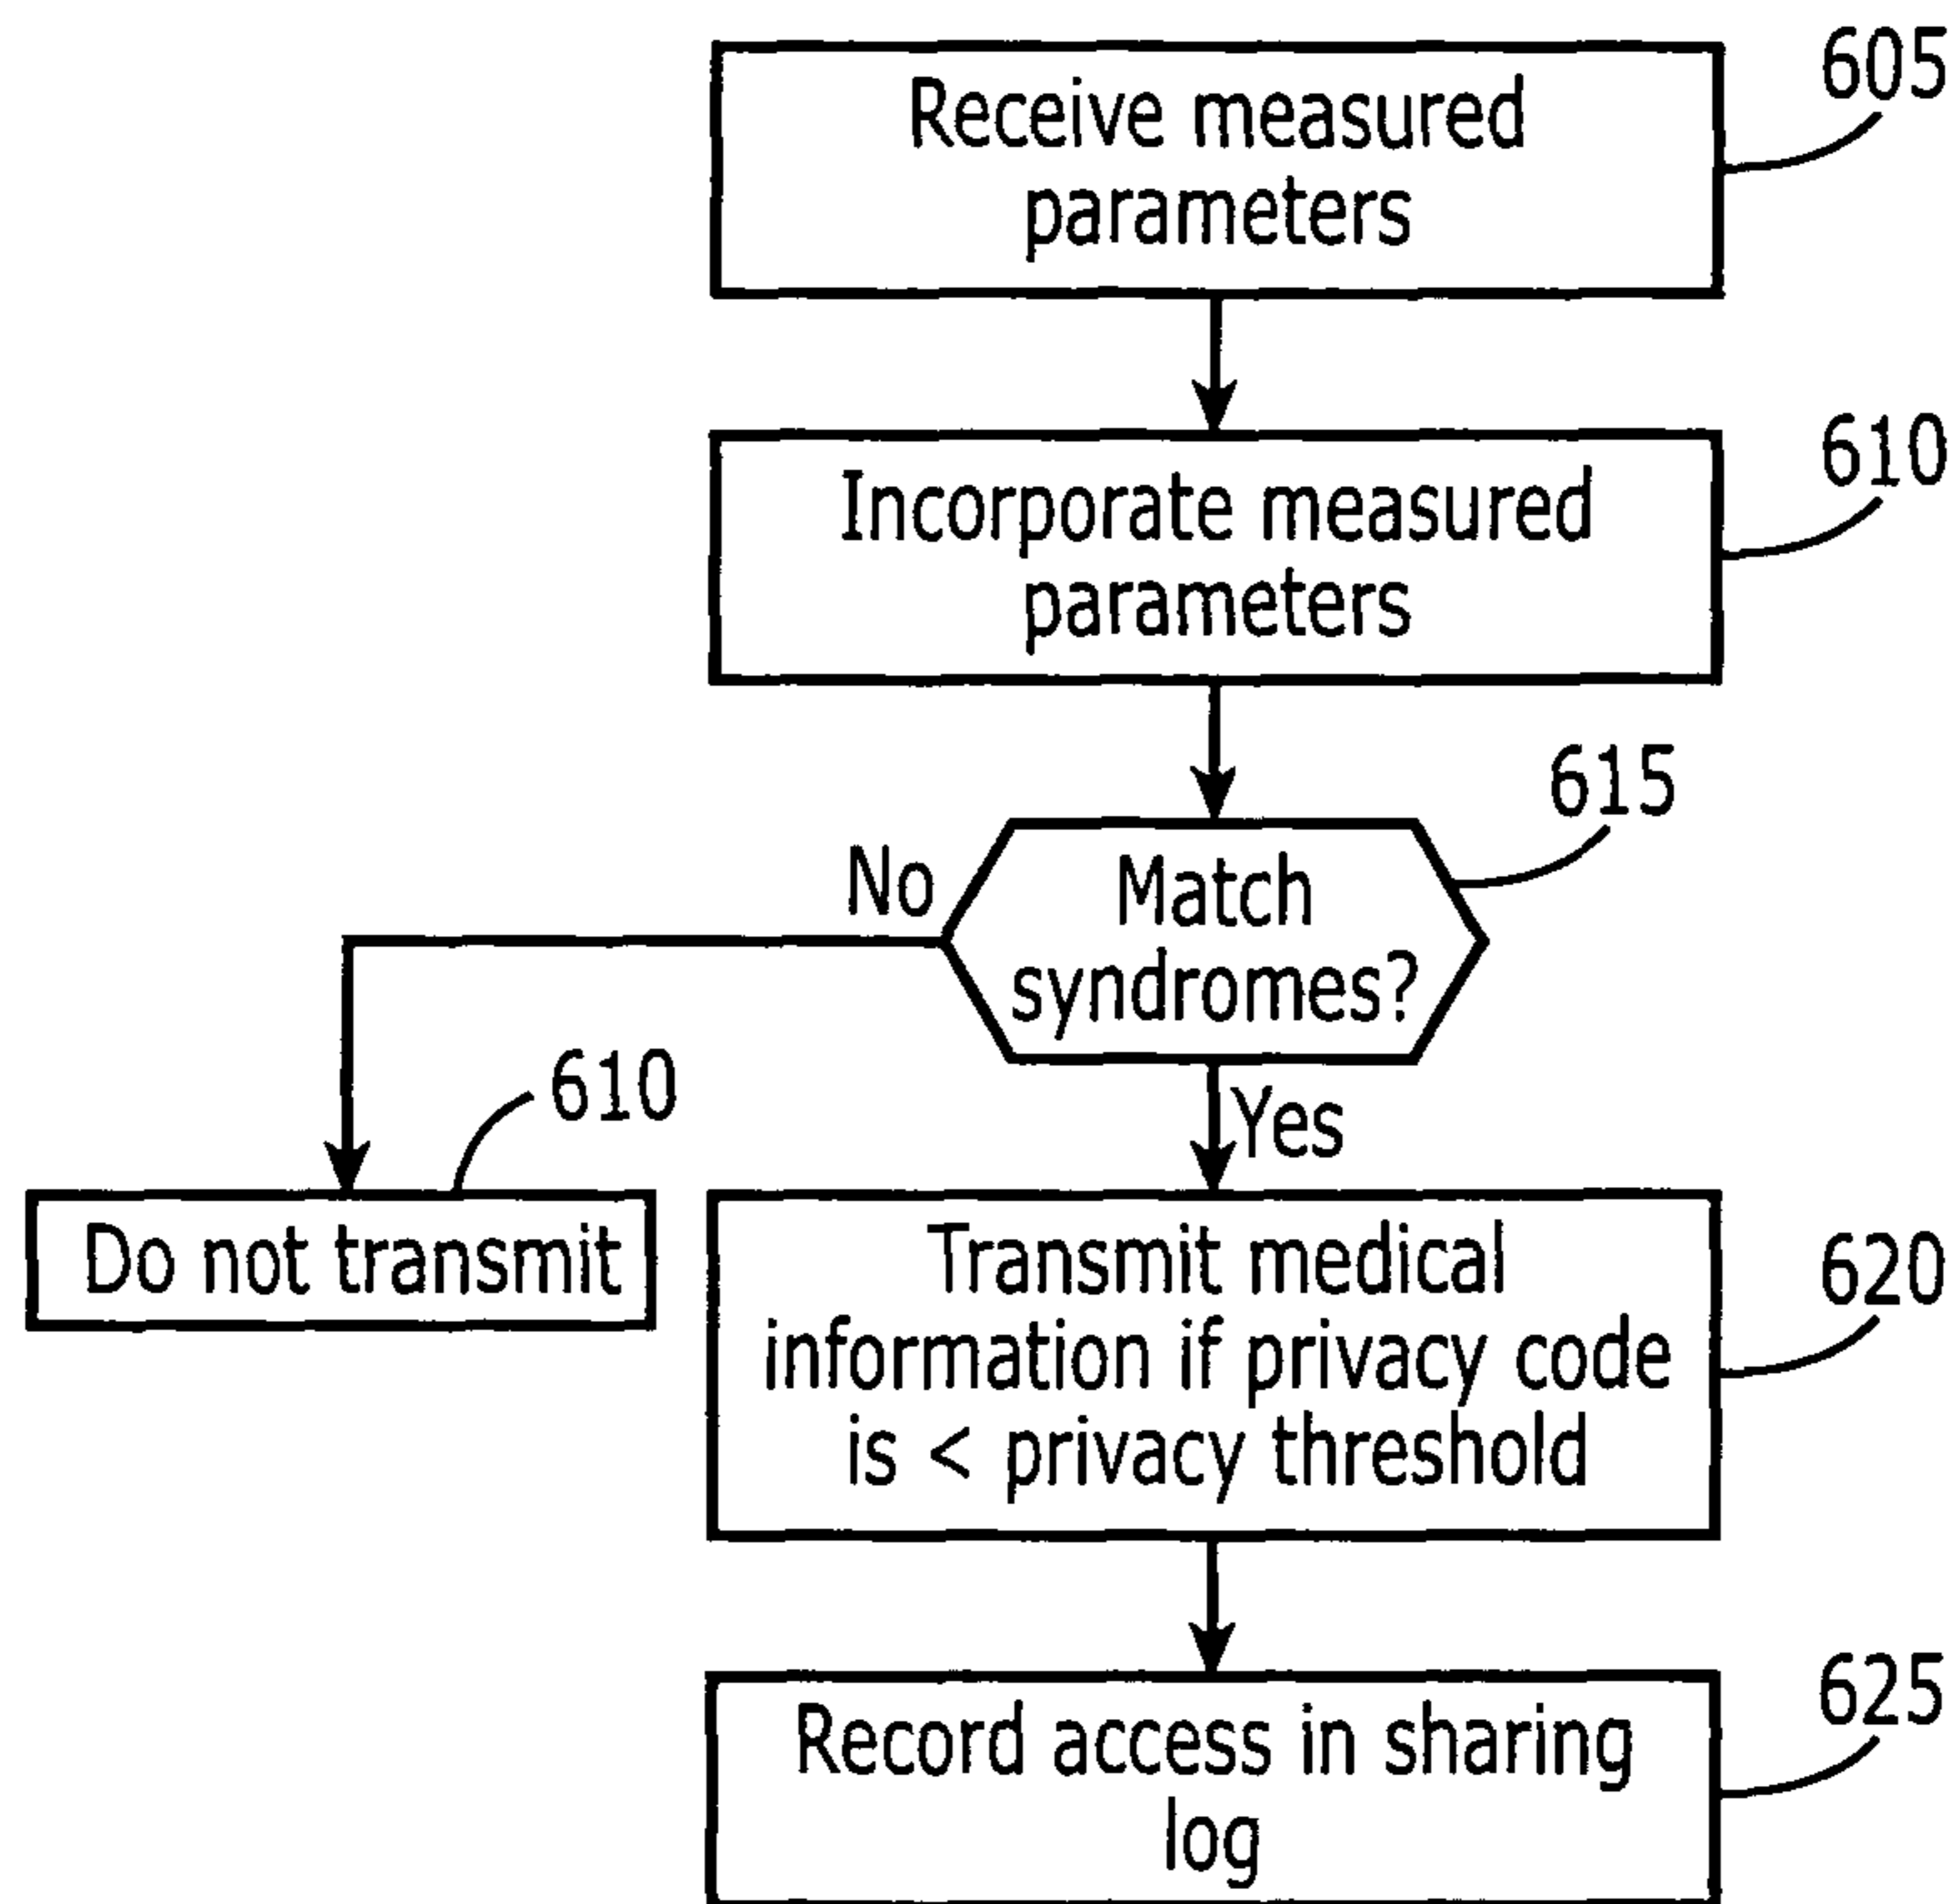 605
Receive measured
parameters
610
Incorporate measured
parameters
615
No
Match
syndromes?
610
Yes
Do not transmit
Transmit medical
information if privacy code
is < privacy threshold
620
Record access in sharing
log
625